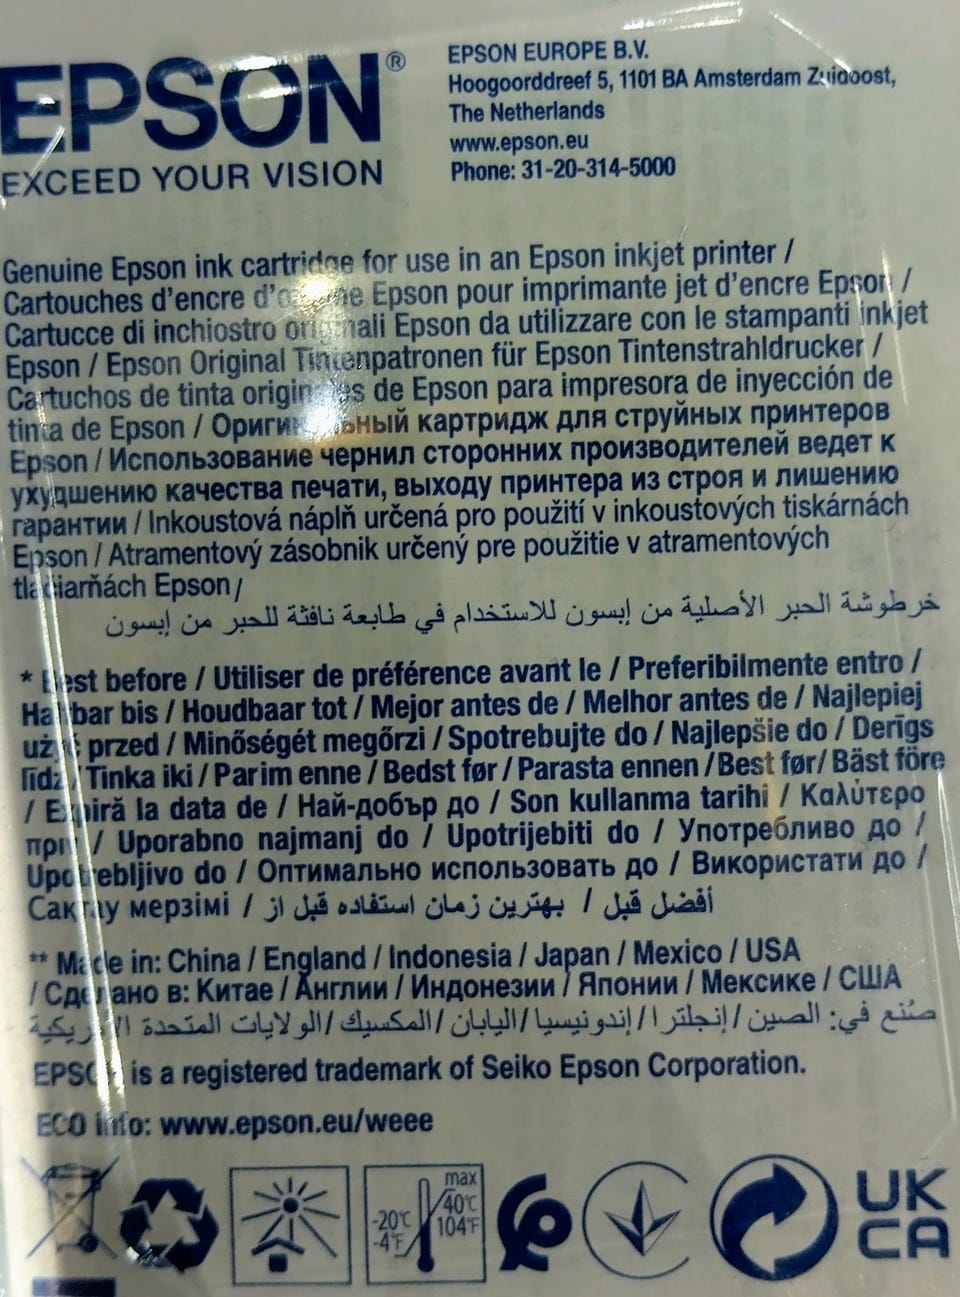 EPSON®
EXCEED YOUR VISION
EPSON EUROPE B.V.
Hoogoorddreef 5, 1101 BA Amsterdam Zuidoost,
The Netherlands
www.epson.eu
Phone: 31-20-314-5000
Genuine Epson ink cartridge for use in an Epson inkjet printer /
Cartouches d'encre d'origine Epson pour imprimante jet d'encre Epson /
Cartucce di inchiostro originali Epson da utilizzare con le stampanti inkjet
Epson / Epson Original Tintenpatronen für Epson Tintenstrahldrucker /
Cartuchos de tinta originales de Epson para impresora de inyección de
tinta de Epson / Оригинальный картридж для струйных принтеров
Epson / Использование чернил сторонних производителей ведет к
ухудшению качества печати, выходу принтера из строя и лишению
гарантии / Inkoustová náplň určená pro použití v inkoustových tiskárnách
Epson / Atramentový zásobnik určený pre použitie v atramentových
tlačiarňách Epson /
خرطوشة الحبر الأصلية من إبسون للاستخدام في طابعة نافثة للحبر من إبسون
* Best before / Utiliser de préférence avant le / Preferibilmente entro /
Haltbar bis / Houdbaar tot / Mejor antes de / Melhor antes de / Najlepiej
użyć przed / Minőségét megőrzi / Spotrebujte do / Najlepšie do / Derīgs
līdz / Tinka iki / Parim enne / Bedst før / Parasta ennen / Best før/ Bäst före
/ Expiră la data de / Най-добър до / Son kullanma tarihi / Καλύτερο
πριν / Uporabno najmanj do / Upotrijebiti do / Употребливо до /
Upotrebljivo do / Оптимально использовать до / Використати до /
Сақтау мерзімі / أفضل قبل / بهترین زمان استفاده قبل از
** Made in: China / England / Indonesia / Japan / Mexico / USA
/ Сделано в: Китае / Англии / Индонезии / Японии / Мексике / США
صُنع في: الصين / إنجلترا / إندونيسيا / اليابان / المكسيك / الولايات المتحدة الأمريكية
EPSON is a registered trademark of Seiko Epson Corporation.
ECO info: www.epson.eu/weee
-20°C
-4°F
max
40°C
104°F
UK
CA